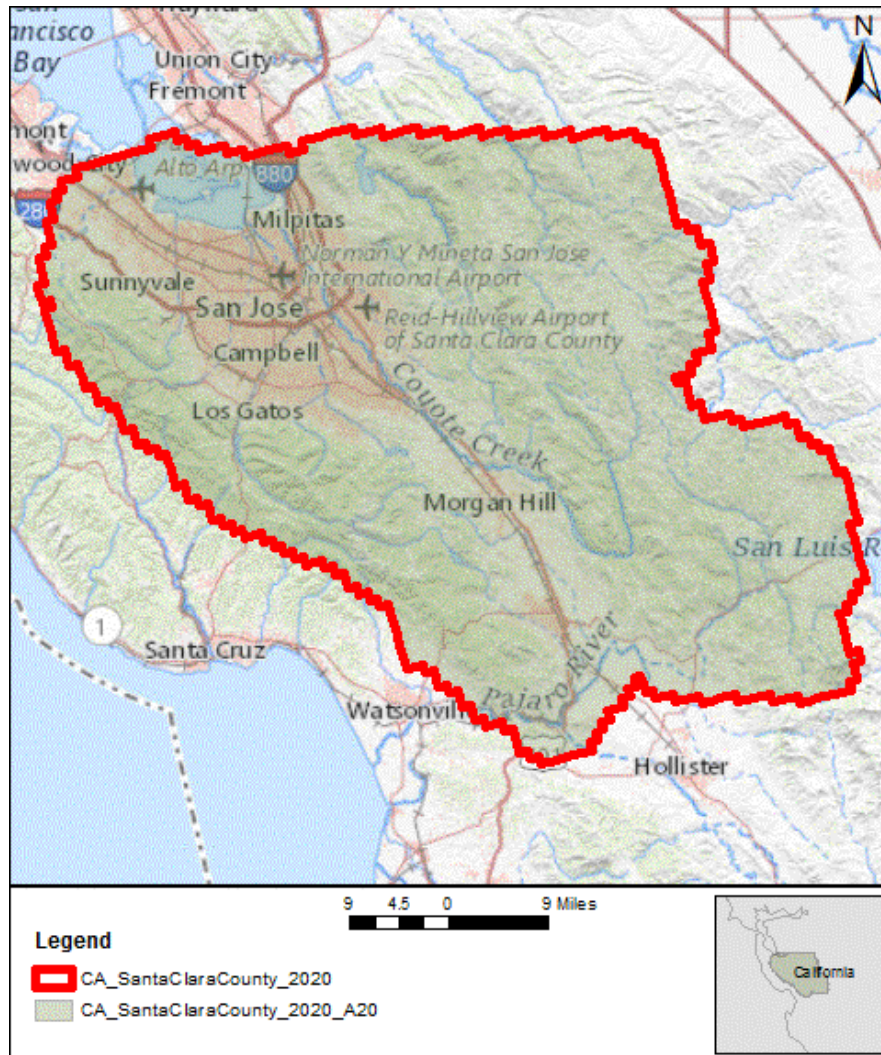 San
ancisco
Bay
Union City
Fremont
mont
wood City
Alto Arp
880
28
Milpitas
Norman Y Mineta San Jose
International Airport
Sunnyvale
San Jose
Reid-Hillview Airport
of Santa Clara County
Campbell
Los Gatos
Coyote Creek
Morgan Hill
San Luis R
1
Santa Cruz
Pajaro River
Watsonvil
Hollister
N
9 4.5 0 9 Miles
Legend
CA_SantaClaraCounty_2020
CA_SantaClaraCounty_2020_A20
California